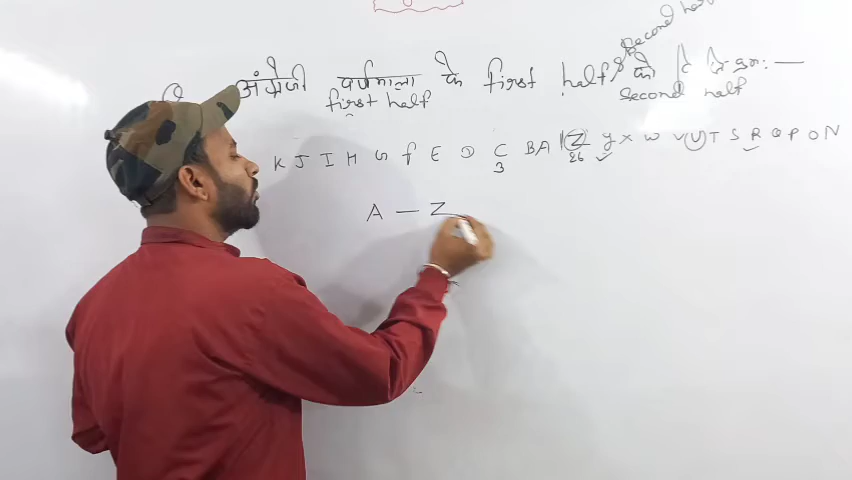 second half
अंग्रेजी वर्णमाला के first half को
first half second half
K J I H G f E D C B A Z y X W V U T S R Q P O N
3 26
A — Z